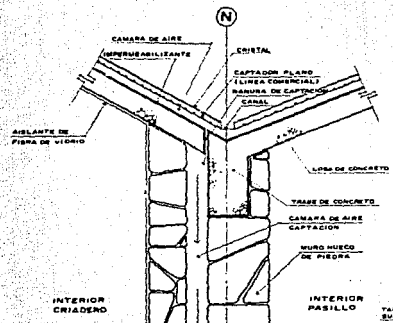 N
CAMARA DE AIRE
IMPERMEABILIZANTE
CRISTAL
CAPTADOR PLANO
(LINEA COMERCIAL)
RANURA DE CAPTACION
CANAL
AISLANTE DE
FIBRA DE VIDRIO
LOSA DE CONCRETO
TRABE DE CONCRETO
CAMARA DE AIRE
CAPTACION
MURO HUECO
DE PIEDRA
INTERIOR
CRIADERO
INTERIOR
PASILLO